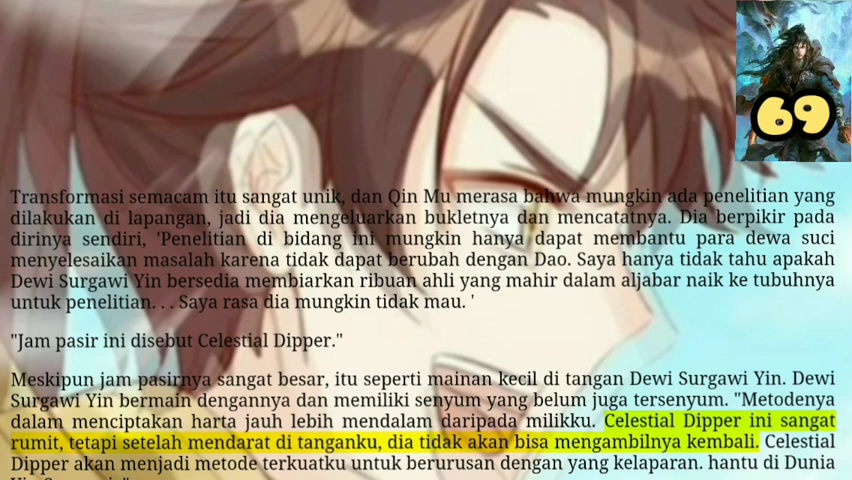 69
Transformasi semacam itu sangat unik, dan Qin Mu merasa bahwa mungkin ada penelitian yang
dilakukan di lapangan, jadi dia mengeluarkan bukletnya dan mencatatnya. Dia berpikir pada
dirinya sendiri, 'Penelitian di bidang ini mungkin hanya dapat membantu para dewa suci
menyelesaikan masalah karena tidak dapat berubah dengan Dao. Saya hanya tidak tahu apakah
Dewi Surgawi Yin bersedia membiarkan ribuan ahli yang mahir dalam aljabar naik ke tubuhnya
untuk penelitian. . . Saya rasa dia mungkin tidak mau. '
"Jam pasir ini disebut Celestial Dipper."
Meskipun jam pasirnya sangat besar, itu seperti mainan kecil di tangan Dewi Surgawi Yin. Dewi
Surgawi Yin bermain dengannya dan memiliki senyum yang belum juga tersenyum. "Metodenya
dalam menciptakan harta jauh lebih mendalam daripada milikku. Celestial Dipper ini sangat
rumit, tetapi setelah mendarat di tanganku, dia tidak akan bisa mengambilnya kembali. Celestial
Dipper akan menjadi metode terkuatku untuk berurusan dengan yang kelaparan. hantu di Dunia